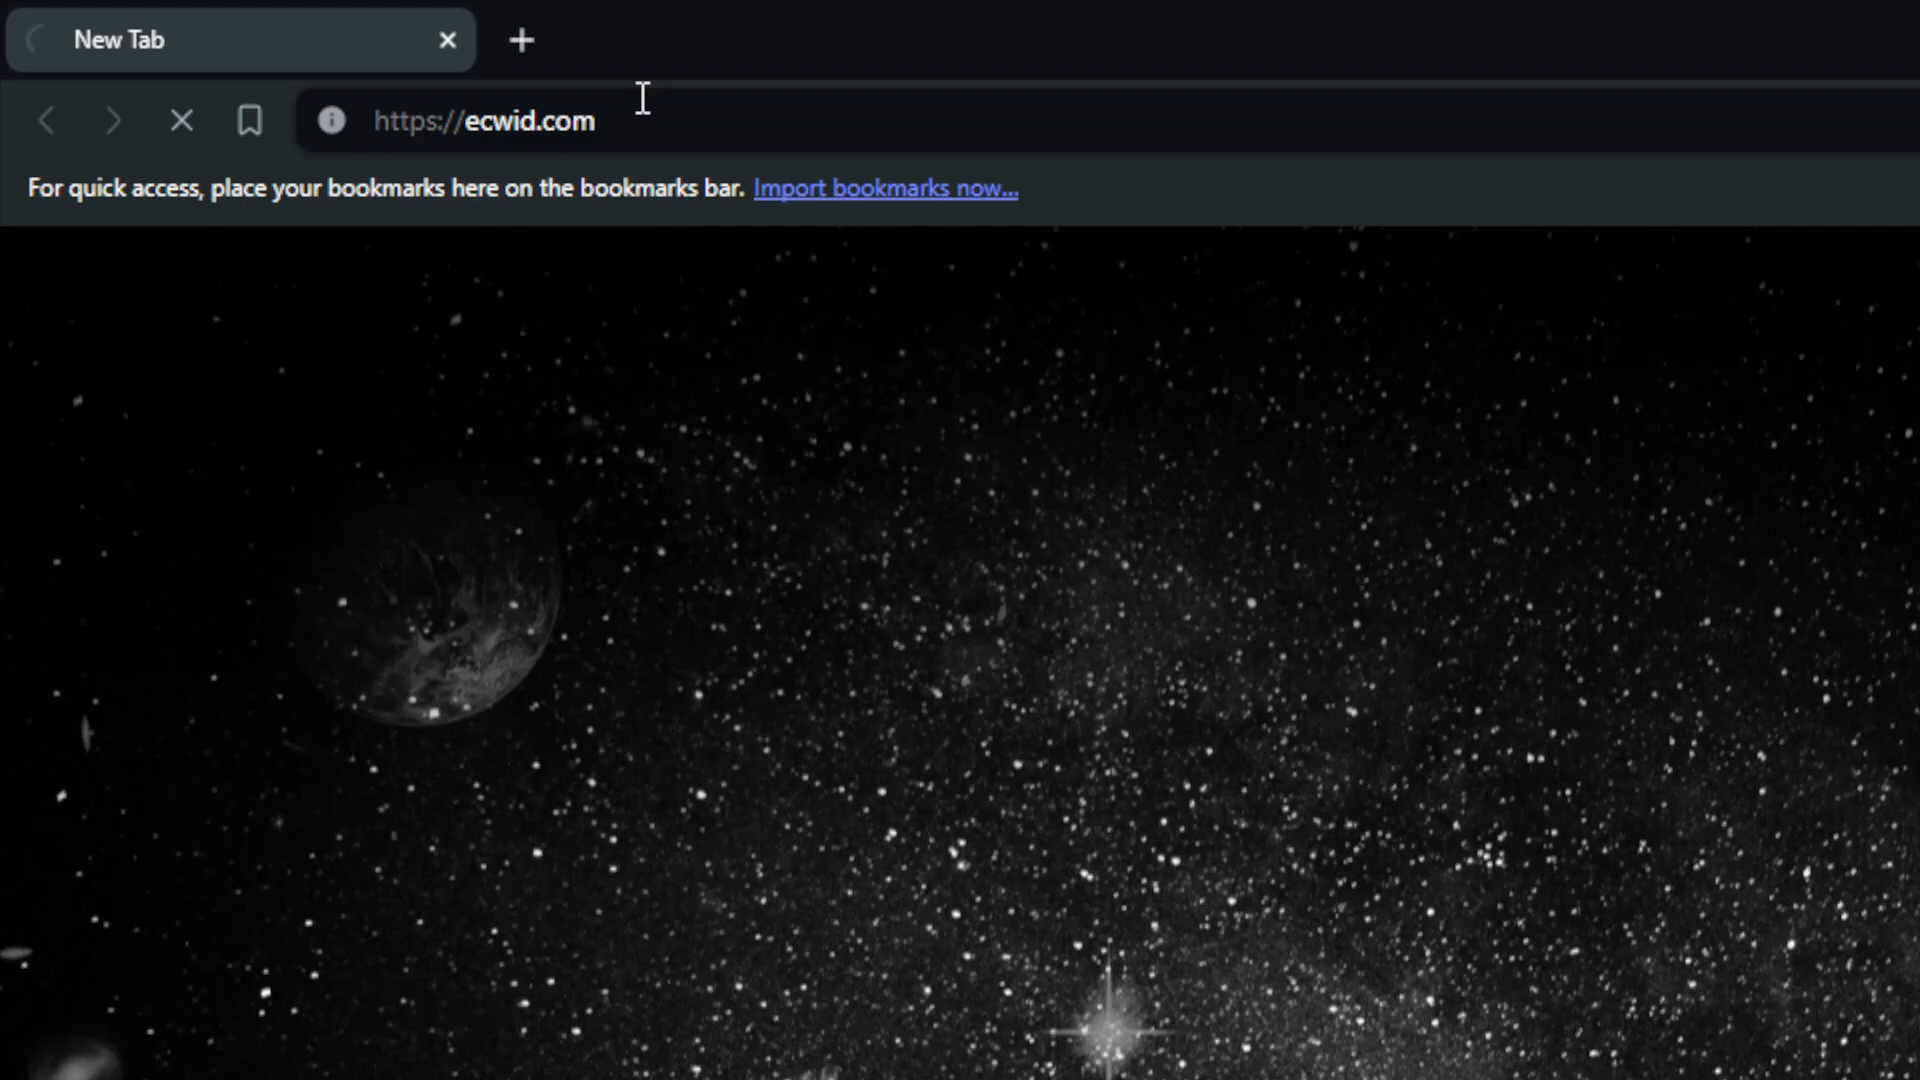 New Tab
https://ecwid.com
For quick access, place your bookmarks here on the bookmarks bar. Import bookmarks now...